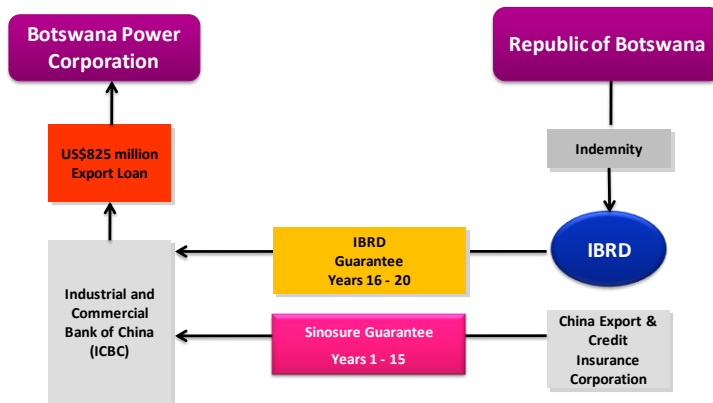 Botswana Power
Corporation
Republic of Botswana
US$825 million
Export Loan
Indemnity
IBRD
Guarantee
Years 16 - 20
IBRD
Industrial and
Commercial
Bank of China
(ICBC)
Sinosure Guarantee
Years 1 - 15
China Export &
Credit
Insurance
Corporation